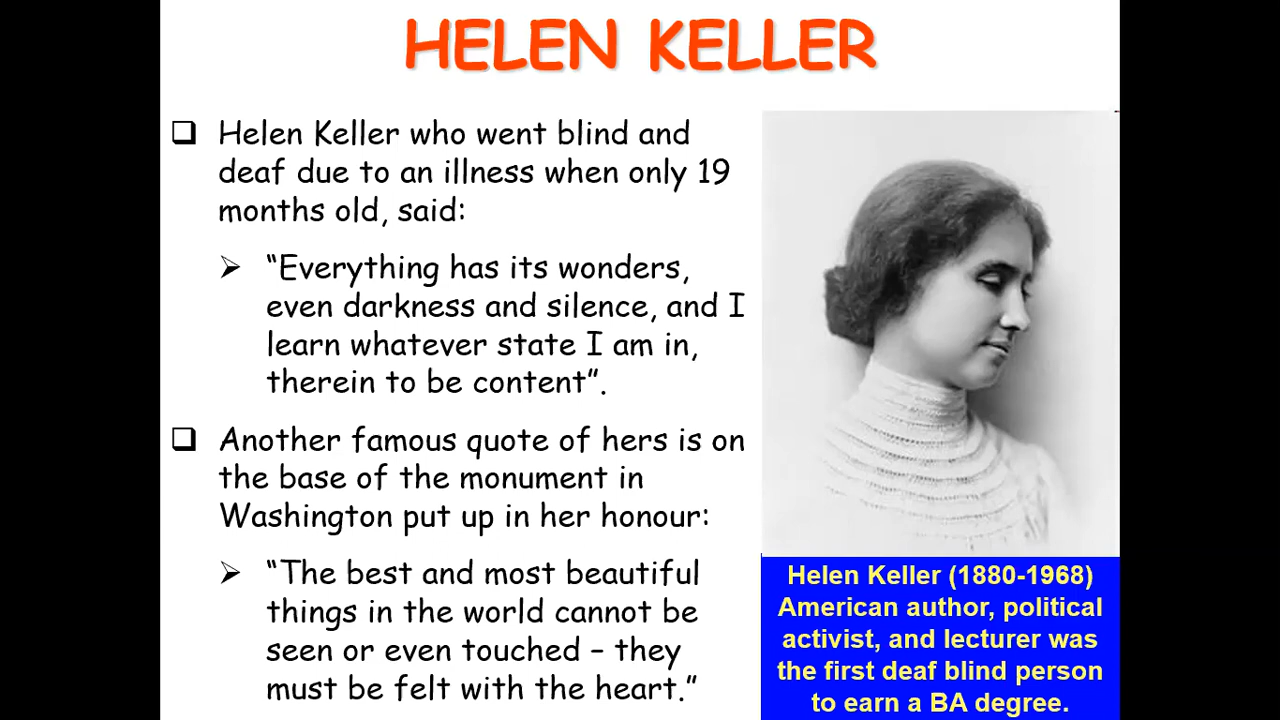 HELEN KELLER
❑ Helen Keller who went blind and
deaf due to an illness when only 19
months old, said:
➢ “Everything has its wonders,
even darkness and silence, and I
learn whatever state I am in,
therein to be content”.
❑ Another famous quote of hers is on
the base of the monument in
Washington put up in her honour:
➢ “The best and most beautiful
things in the world cannot be
seen or even touched – they
must be felt with the heart.”
Helen Keller (1880-1968)
American author, political
activist, and lecturer was
the first deaf blind person
to earn a BA degree.